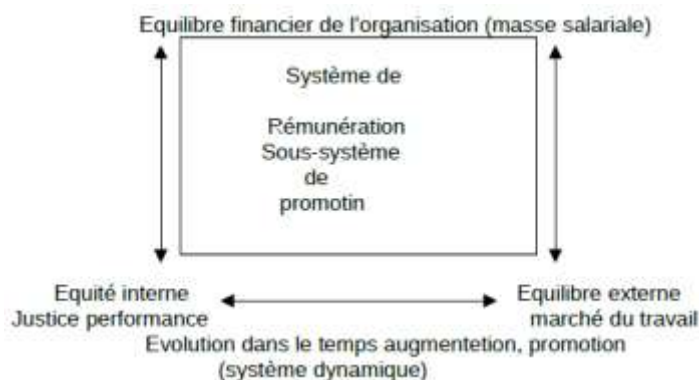 Equilibre financier de l'organisation (masse salariale)
Système de
Rémunération
Sous-système
de
promotin
Equité interne
Justice performance
Equilibre externe
marché du travail
Evolution dans le temps augmentetion, promotion
(système dynamique)